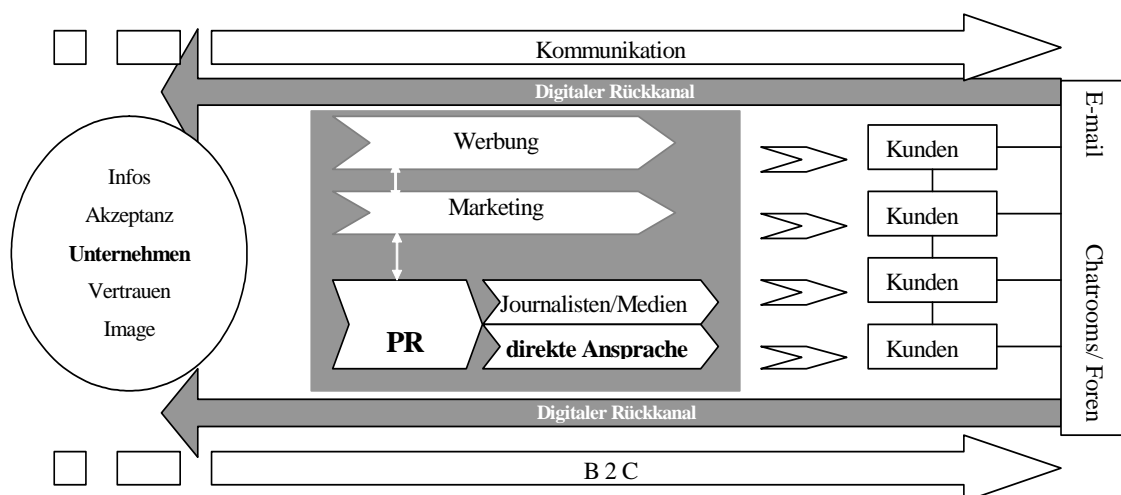 Kommunikation
Digitaler Rückkanal
Infos
Akzeptanz
Unternehmen
Vertrauen
Image
Werbung
Marketing
PR
Journalisten/Medien
direkte Ansprache
Kunden
Kunden
Kunden
Kunden
E-mail
Chatrooms/ Foren
Digitaler Rückkanal
B 2 C